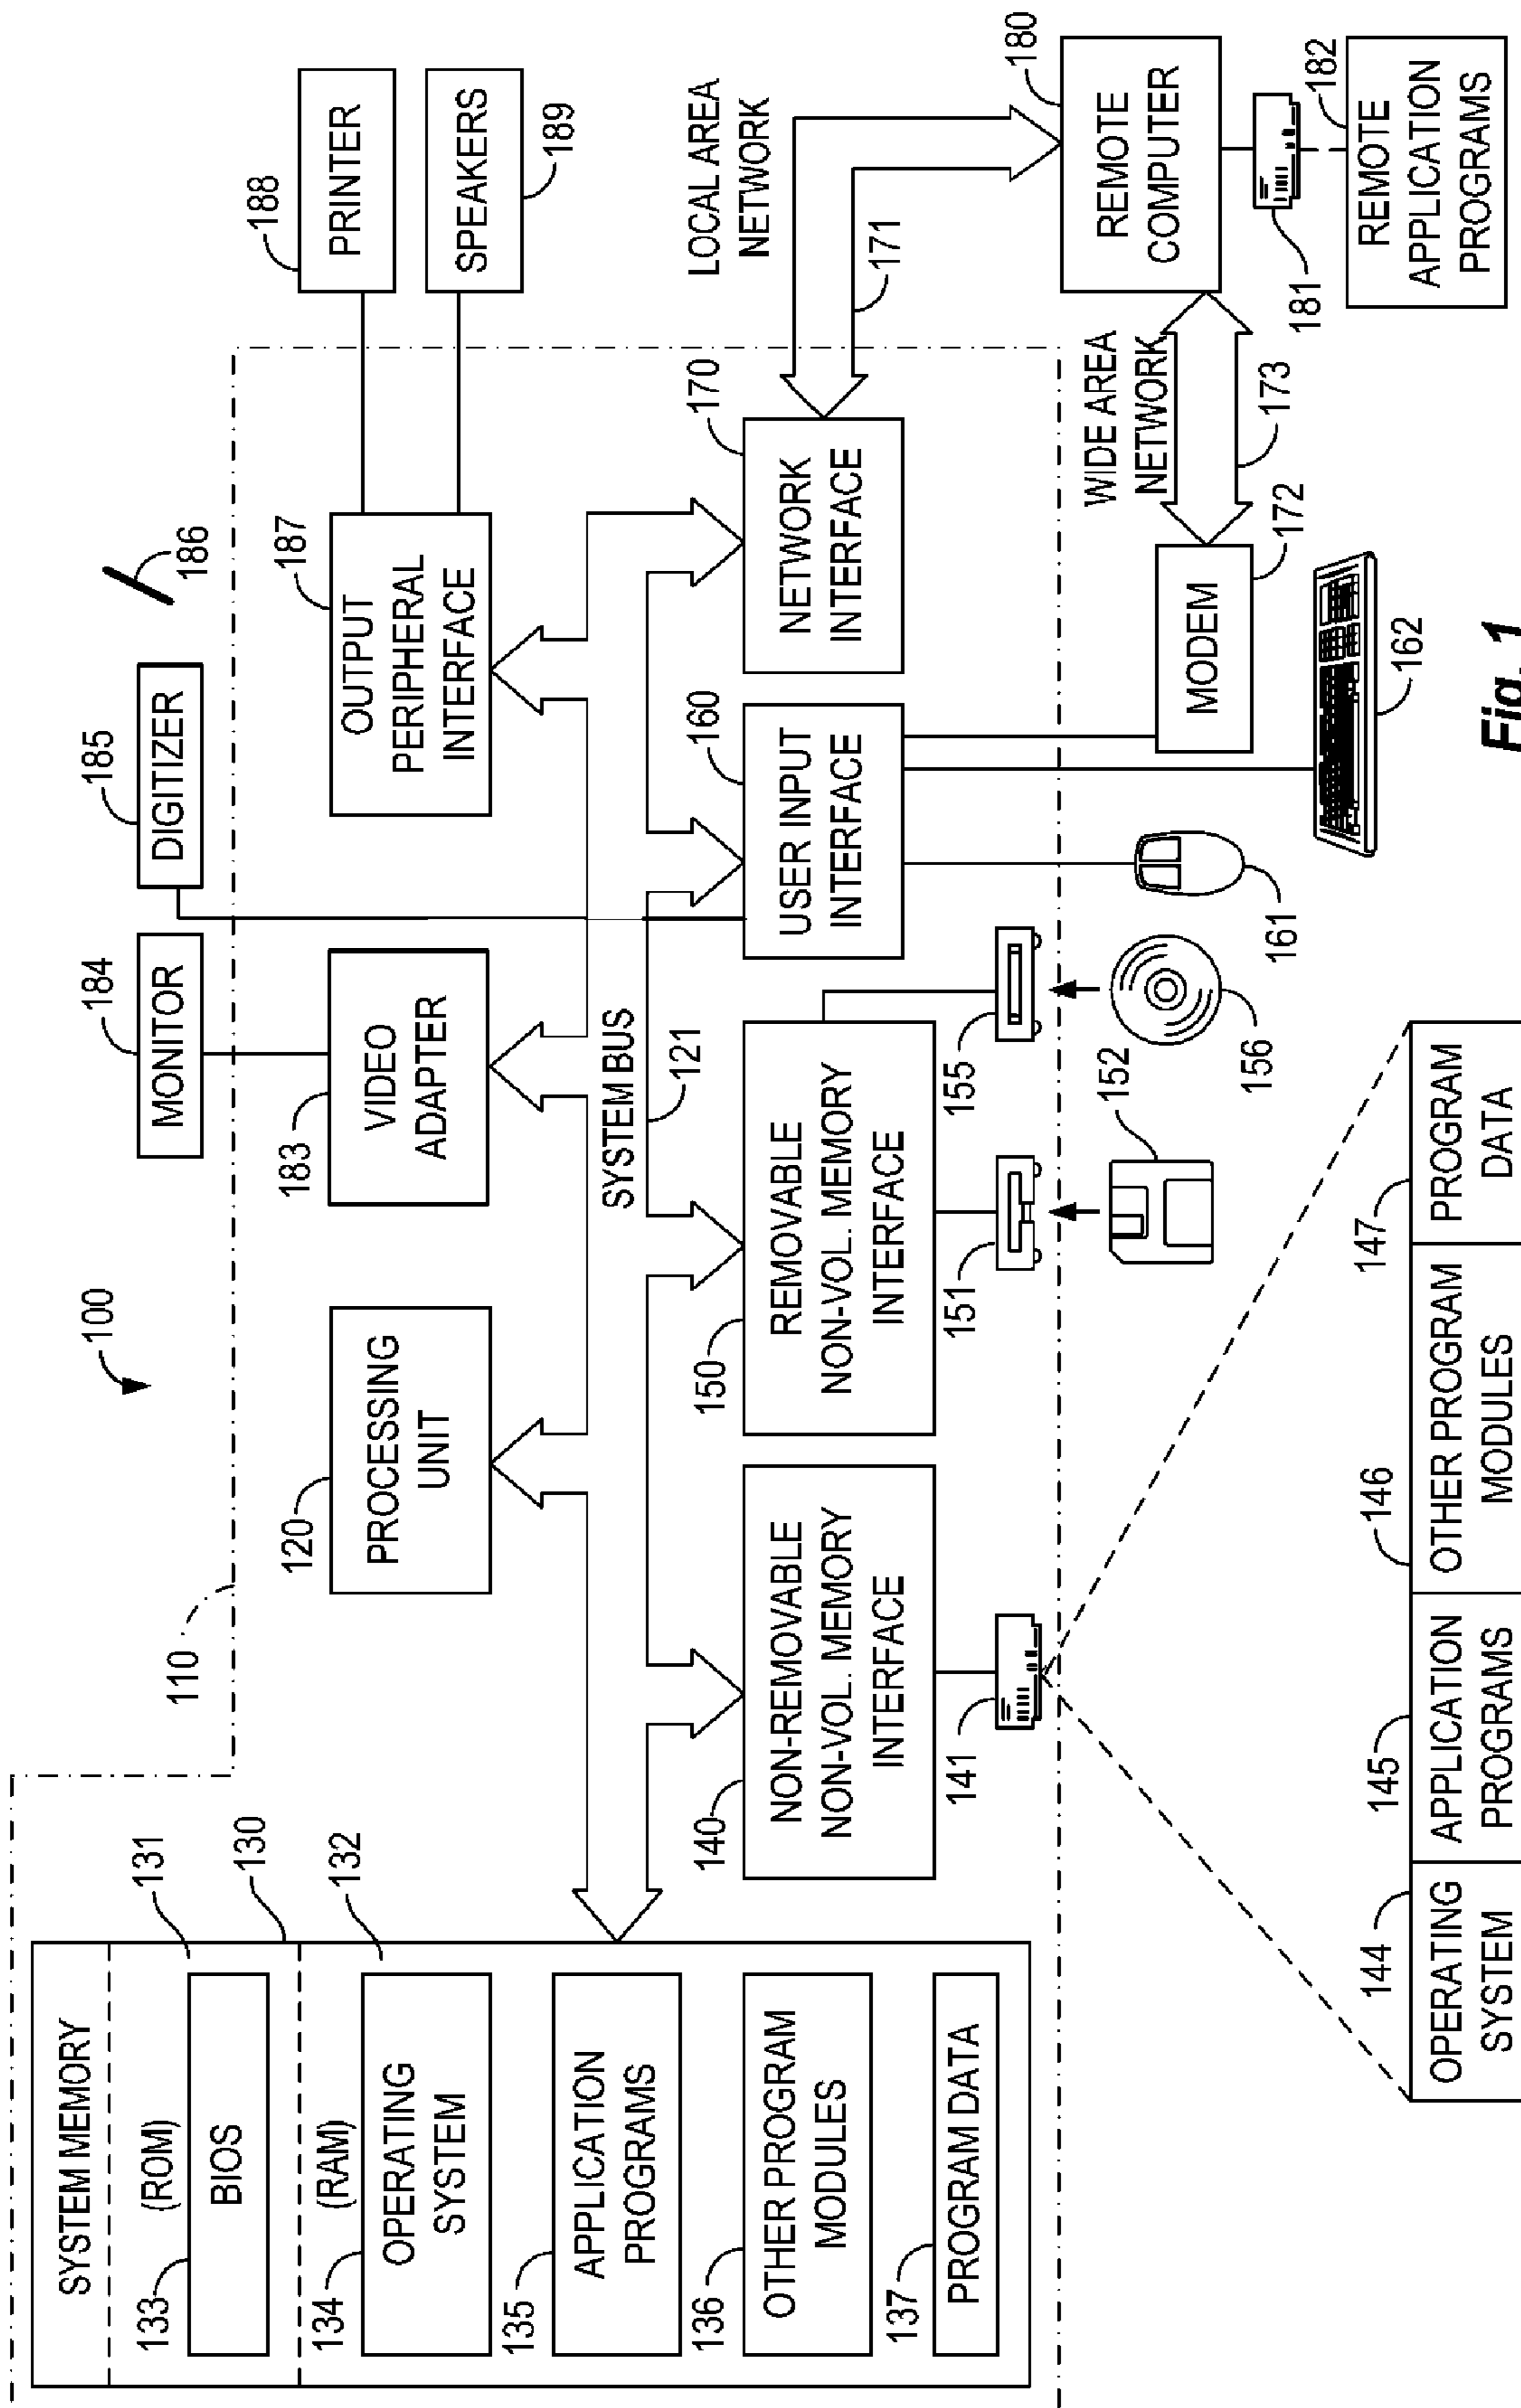 100
110
SYSTEM MEMORY
(ROM)
131
133
BIOS
130
(RAM)
132
134
OPERATING
SYSTEM
135
APPLICATION
PROGRAMS
136
OTHER PROGRAM
MODULES
137
PROGRAM DATA
120
PROCESSING
UNIT
183
VIDEO
ADAPTER
184
MONITOR
185
DIGITIZER
186
187
OUTPUT
PERIPHERAL
INTERFACE
188
PRINTER
SPEAKERS
189
SYSTEM BUS
121
140
NON-REMOVABLE
NON-VOL. MEMORY
INTERFACE
150
REMOVABLE
NON-VOL. MEMORY
INTERFACE
160
USER INPUT
INTERFACE
170
NETWORK
INTERFACE
LOCAL AREA
NETWORK
171
141
151
155
152
156
161
WIDE AREA
NETWORK
173
MODEM
172
162
180
REMOTE
COMPUTER
181
182
REMOTE
APPLICATION
PROGRAMS
144
OPERATING
SYSTEM
145
APPLICATION
PROGRAMS
146
OTHER PROGRAM
MODULES
147
PROGRAM
DATA
Fig. 1